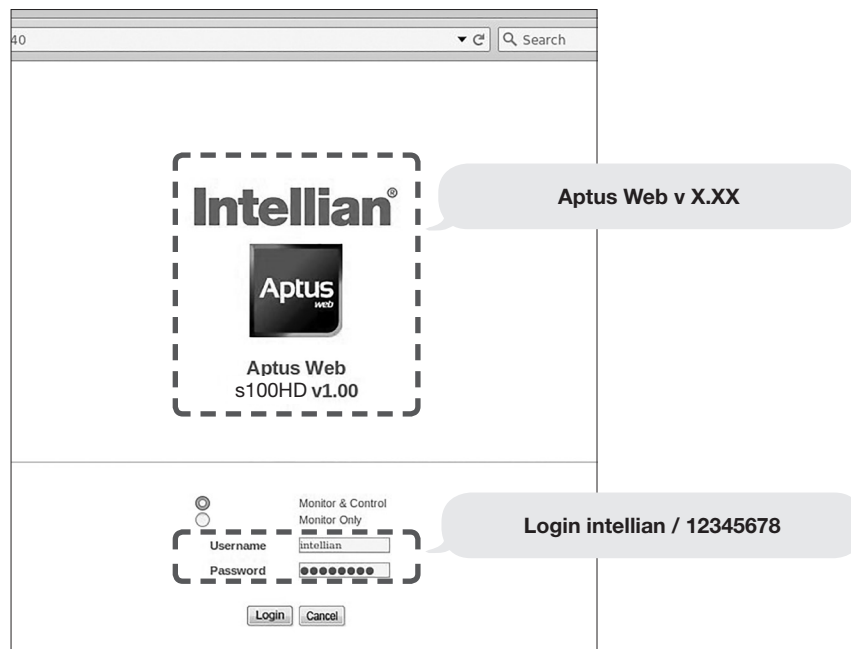 40
Search
Intellian®
Aptus Web v X.XX
Aptus
web
Aptus Web
s100HD v1.00
Monitor & Control
Monitor Only
Login intellian / 12345678
Username intellian
Password
Login Cancel